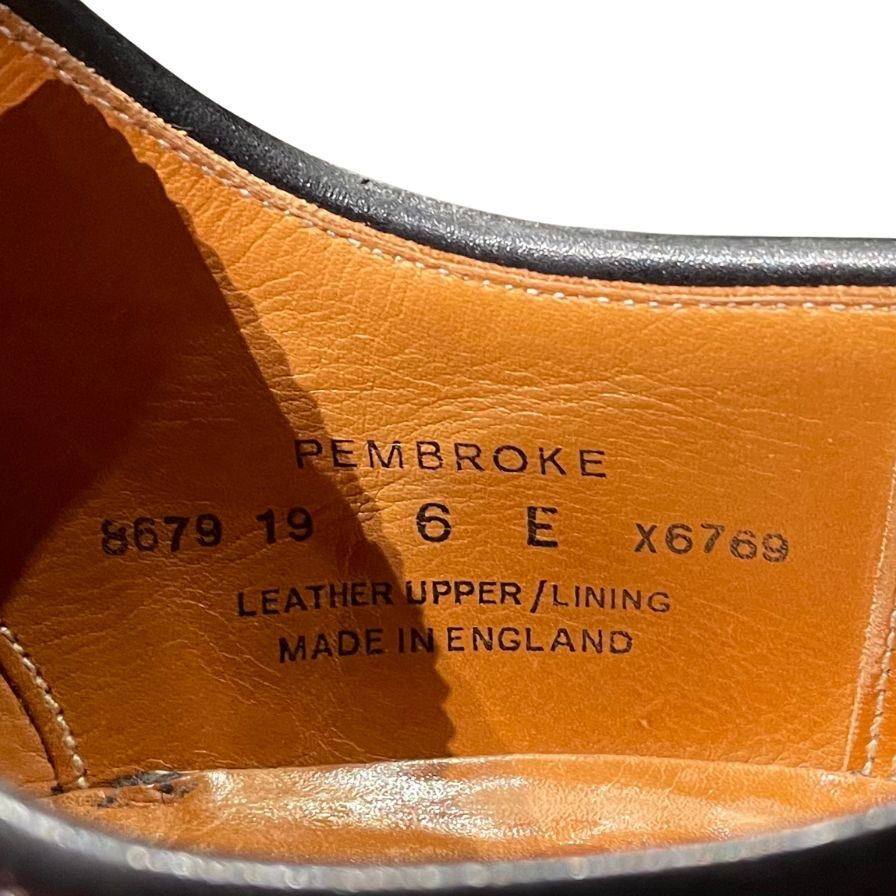 PEMBROKE
8679 19 6 E X6769
LEATHER UPPER/LINING
MADE IN ENGLAND